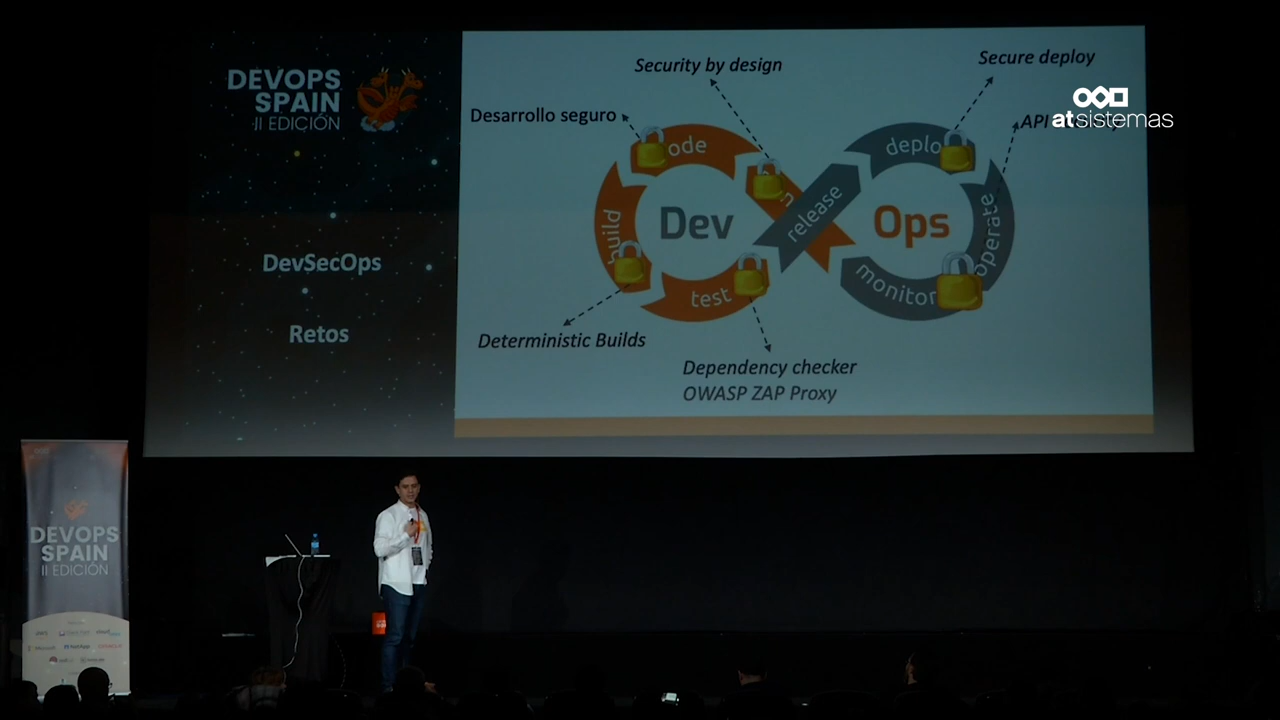 DEVOPS
SPAIN
II EDICIÓN
DevSecOps
Retos
Security by design
Secure deploy
Desarrollo seguro
API
atsistemas
ode
deplo
build
release
operate
Dev
Ops
test
monitor
Deterministic Builds
Dependency checker
OWASP ZAP Proxy
DEVOPS
SPAIN
II EDICIÓN